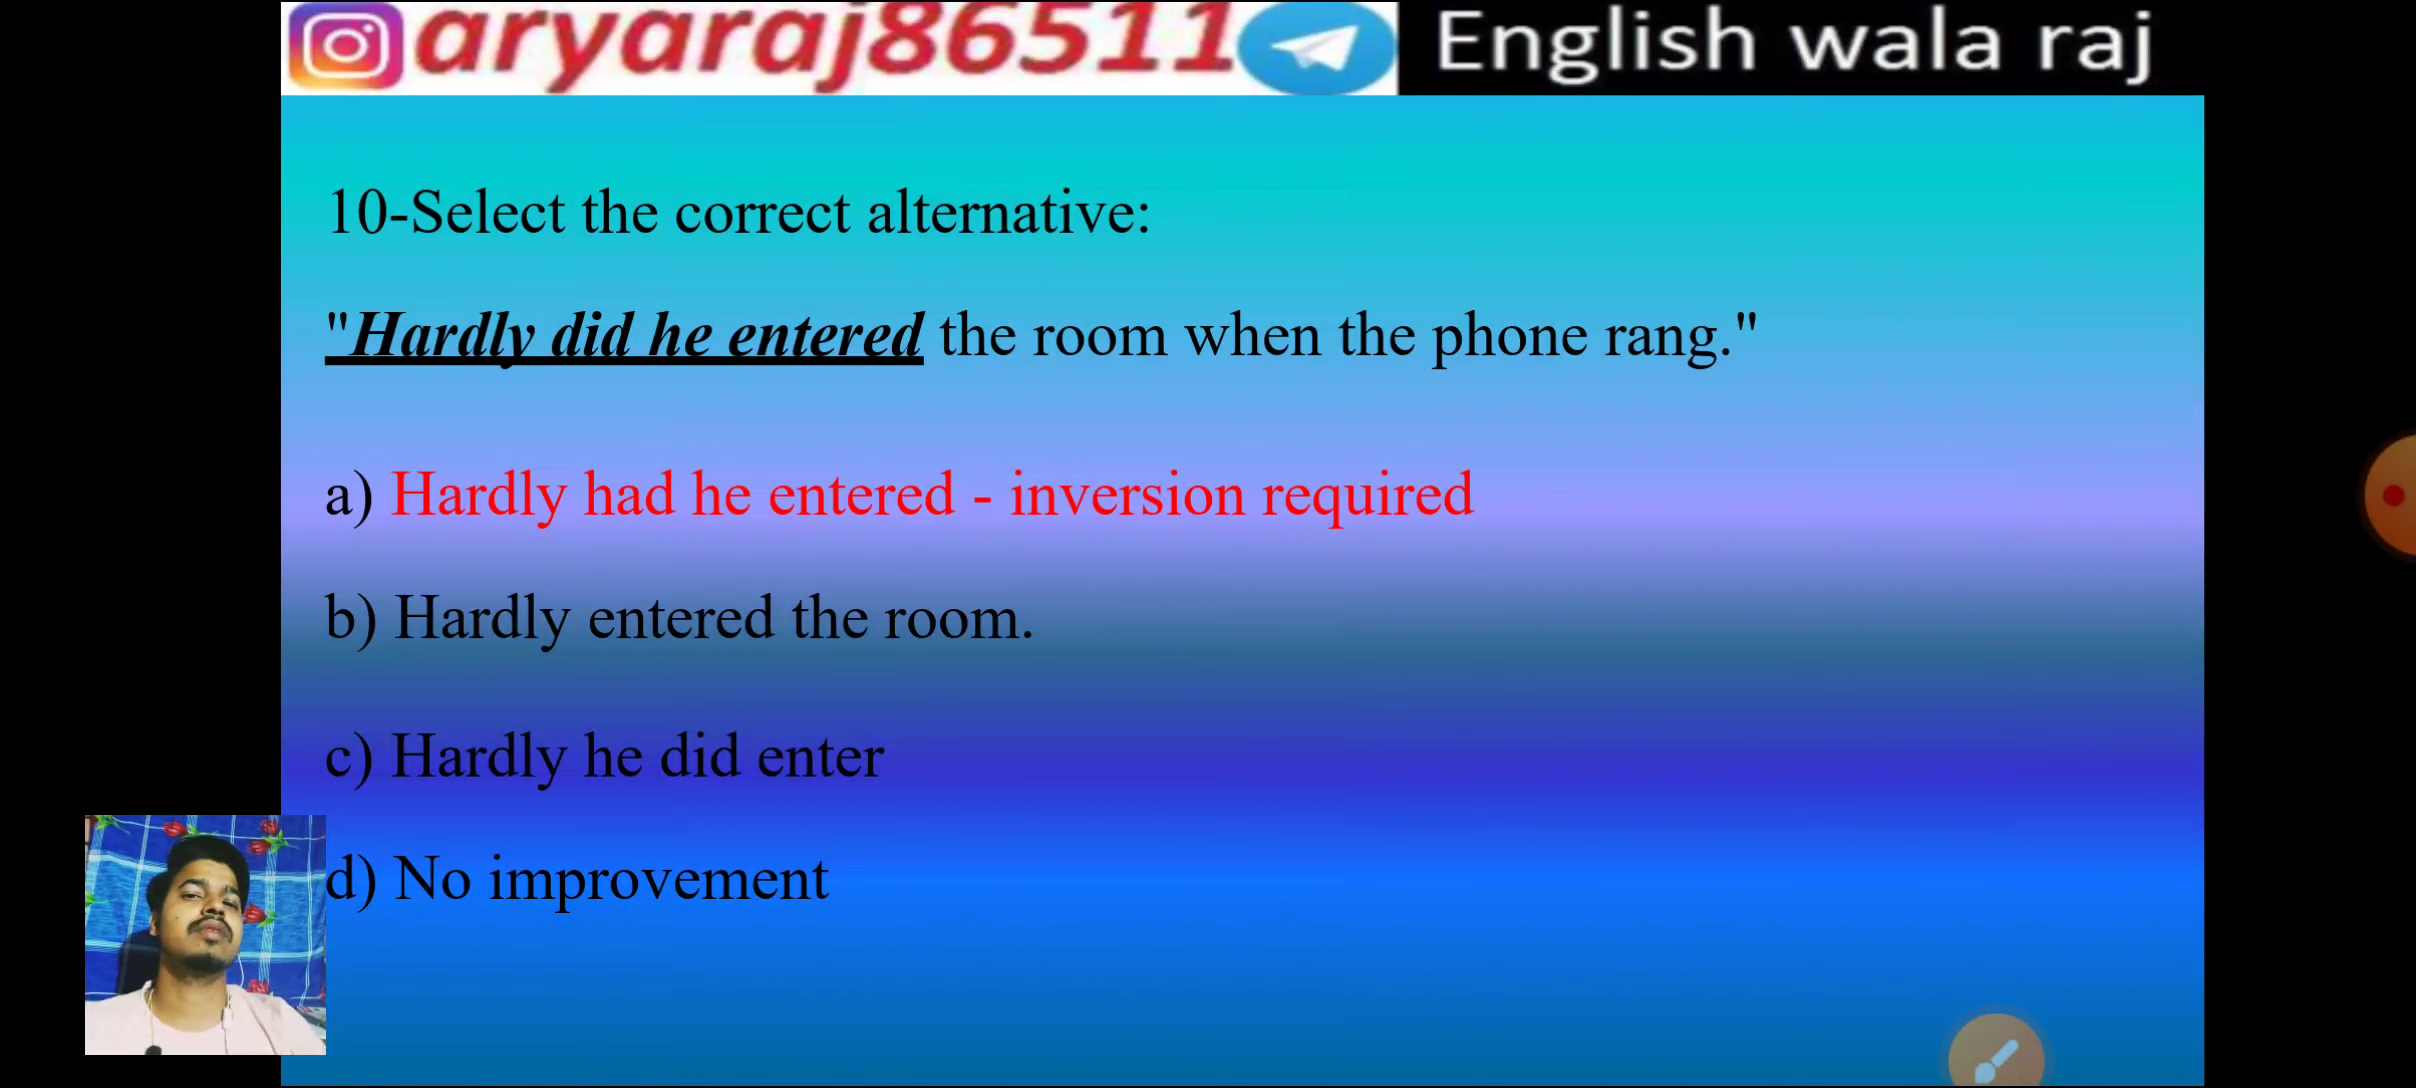 aryaraj86511 English wala raj
10-Select the correct alternative:
"Hardly did he entered the room when the phone rang."
a) Hardly had he entered - inversion required
b) Hardly entered the room.
c) Hardly he did enter
d) No improvement